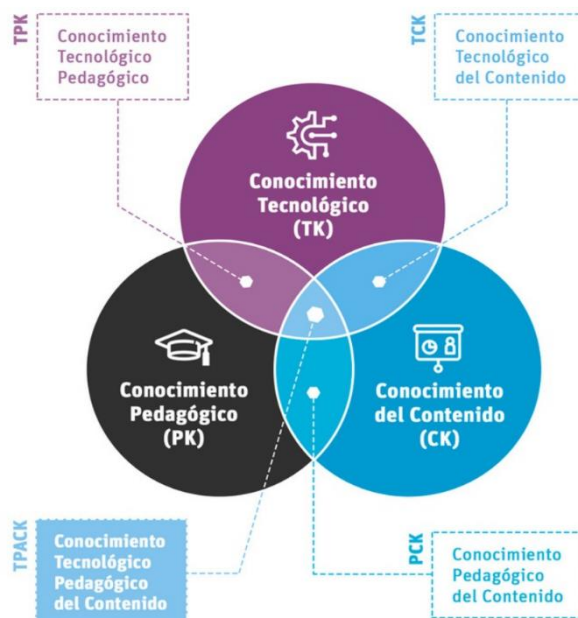 TPK
Conocimiento
Tecnológico
Pedagógico
TCK
Conocimiento
Tecnológico
del Contenido
Conocimiento
Tecnológico
(TK)
Conocimiento
Pedagógico
(PK)
Conocimiento
del Contenido
(CK)
TPACK
Conocimiento
Tecnológico
Pedagógico
del Contenido
PCK
Conocimiento
Pedagógico
del Contenido